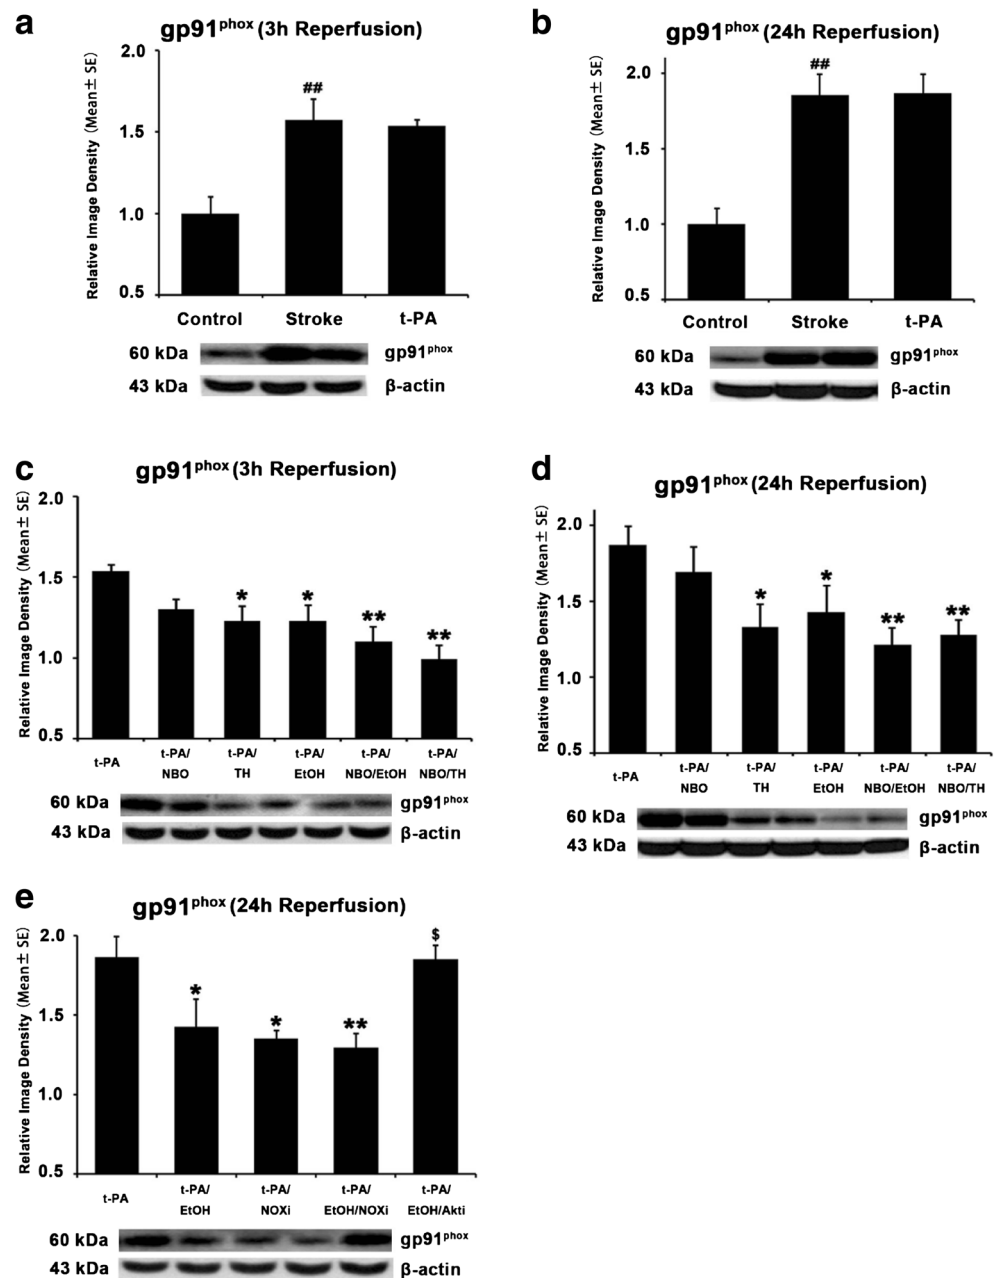 a
gp91phox (3h Reperfusion)
Relative Image Density (Mean± SE)
2.0
1.5
1.0
0.5
##
Control Stroke t-PA
60 kDa gp91phox
43 kDa β-actin
b
gp91phox (24h Reperfusion)
Relative Image Density (Mean± SE)
2.0
1.5
1.0
0.5
##
Control Stroke t-PA
60 kDa gp91phox
43 kDa β-actin
c
gp91phox (3h Reperfusion)
Relative Image Density (Mean± SE)
2.0
1.5
1.0
0.5
* * ** **
t-PA t-PA/ t-PA/ t-PA/ t-PA/ t-PA/
NBO TH EtOH NBO/EtOH NBO/TH
60 kDa gp91phox
43 kDa β-actin
d
gp91phox (24h Reperfusion)
Relative Image Density (Mean± SE)
2.0
1.5
1.0
0.5
* * ** **
t-PA t-PA/ t-PA/ t-PA/ t-PA/ t-PA/
NBO TH EtOH NBO/EtOH NBO/TH
60 kDa gp91phox
43 kDa β-actin
e
gp91phox (24h Reperfusion)
Relative Image Density (Mean± SE)
2.0
1.5
1.0
0.5
* * ** $
t-PA t-PA/ t-PA/ t-PA/ t-PA/
EtOH NOXi EtOH/NOXi EtOH/Akti
60 kDa gp91phox
43 kDa β-actin